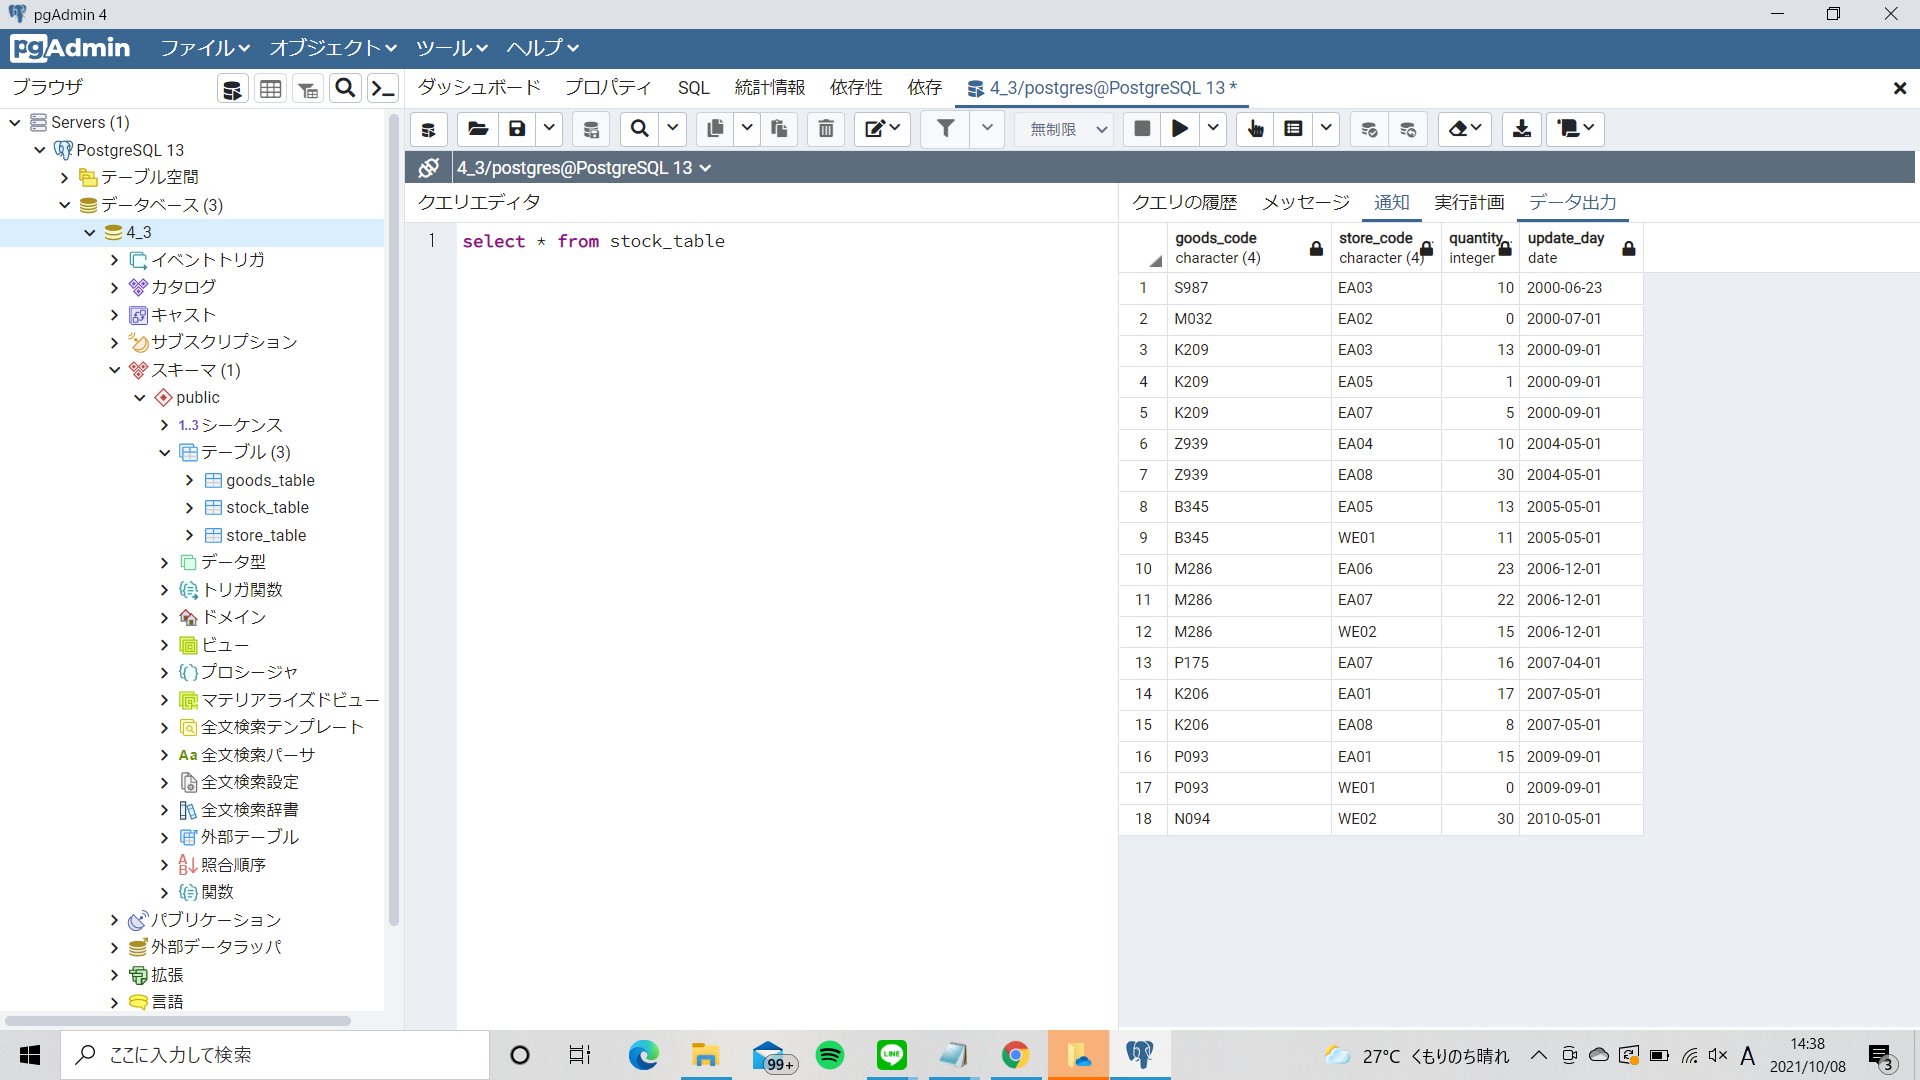 pgAdmin 4
pgAdmin ファイル オブジェクト ツール ヘルプ
ブラウザ
ダッシュボード プロパティ SQL 統計情報 依存性 依存 4_3/postgres@PostgreSQL 13 *
Servers (1)
PostgreSQL 13
テーブル空間
データベース (3)
4_3
イベントトリガ
カタログ
キャスト
サブスクリプション
スキーマ (1)
public
1..3 シーケンス
テーブル (3)
goods_table
stock_table
store_table
データ型
トリガ関数
ドメイン
ビュー
プロシージャ
マテリアライズドビュー
全文検索テンプレート
Aa 全文検索パーサ
全文検索設定
全文検索辞書
外部テーブル
照合順序
関数
パブリケーション
外部データラッパ
拡張
言語
無制限
4_3/postgres@PostgreSQL 13
クエリエディタ
1 select * from stock_table
クエリの履歴 メッセージ 通知 実行計画 データ出力
goods_code store_code quantity update_day
character (4) character (4) integer date
1 S987 EA03 10 2000-06-23
2 M032 EA02 0 2000-07-01
3 K209 EA03 13 2000-09-01
4 K209 EA05 1 2000-09-01
5 K209 EA07 5 2000-09-01
6 Z939 EA04 10 2004-05-01
7 Z939 EA08 30 2004-05-01
8 B345 EA05 13 2005-05-01
9 B345 WE01 11 2005-05-01
10 M286 EA06 23 2006-12-01
11 M286 EA07 22 2006-12-01
12 M286 WE02 15 2006-12-01
13 P175 EA07 16 2007-04-01
14 K206 EA01 17 2007-05-01
15 K206 EA08 8 2007-05-01
16 P093 EA01 15 2009-09-01
17 P093 WE01 0 2009-09-01
18 N094 WE02 30 2010-05-01
ここに入力して検索
99+
LINE
27°C くもりのち晴れ
A
14:38
2021/10/08
3